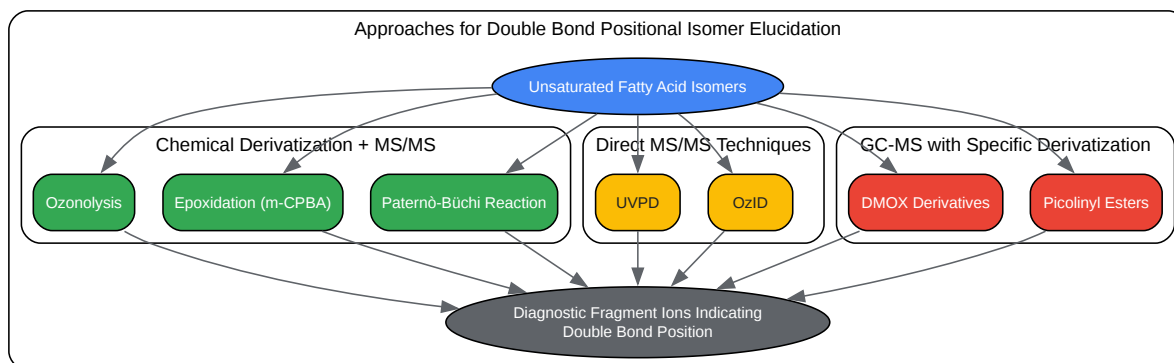 Approaches for Double Bond Positional Isomer Elucidation
Unsaturated Fatty Acid Isomers
Chemical Derivatization + MS/MS
Direct MS/MS Techniques
GC-MS with Specific Derivatization
Ozonolysis
Epoxidation (m-CPBA)
Paternò-Büchi Reaction
UVPD
OzID
DMOX Derivatives
Picolinyl Esters
Diagnostic Fragment Ions Indicating
Double Bond Position